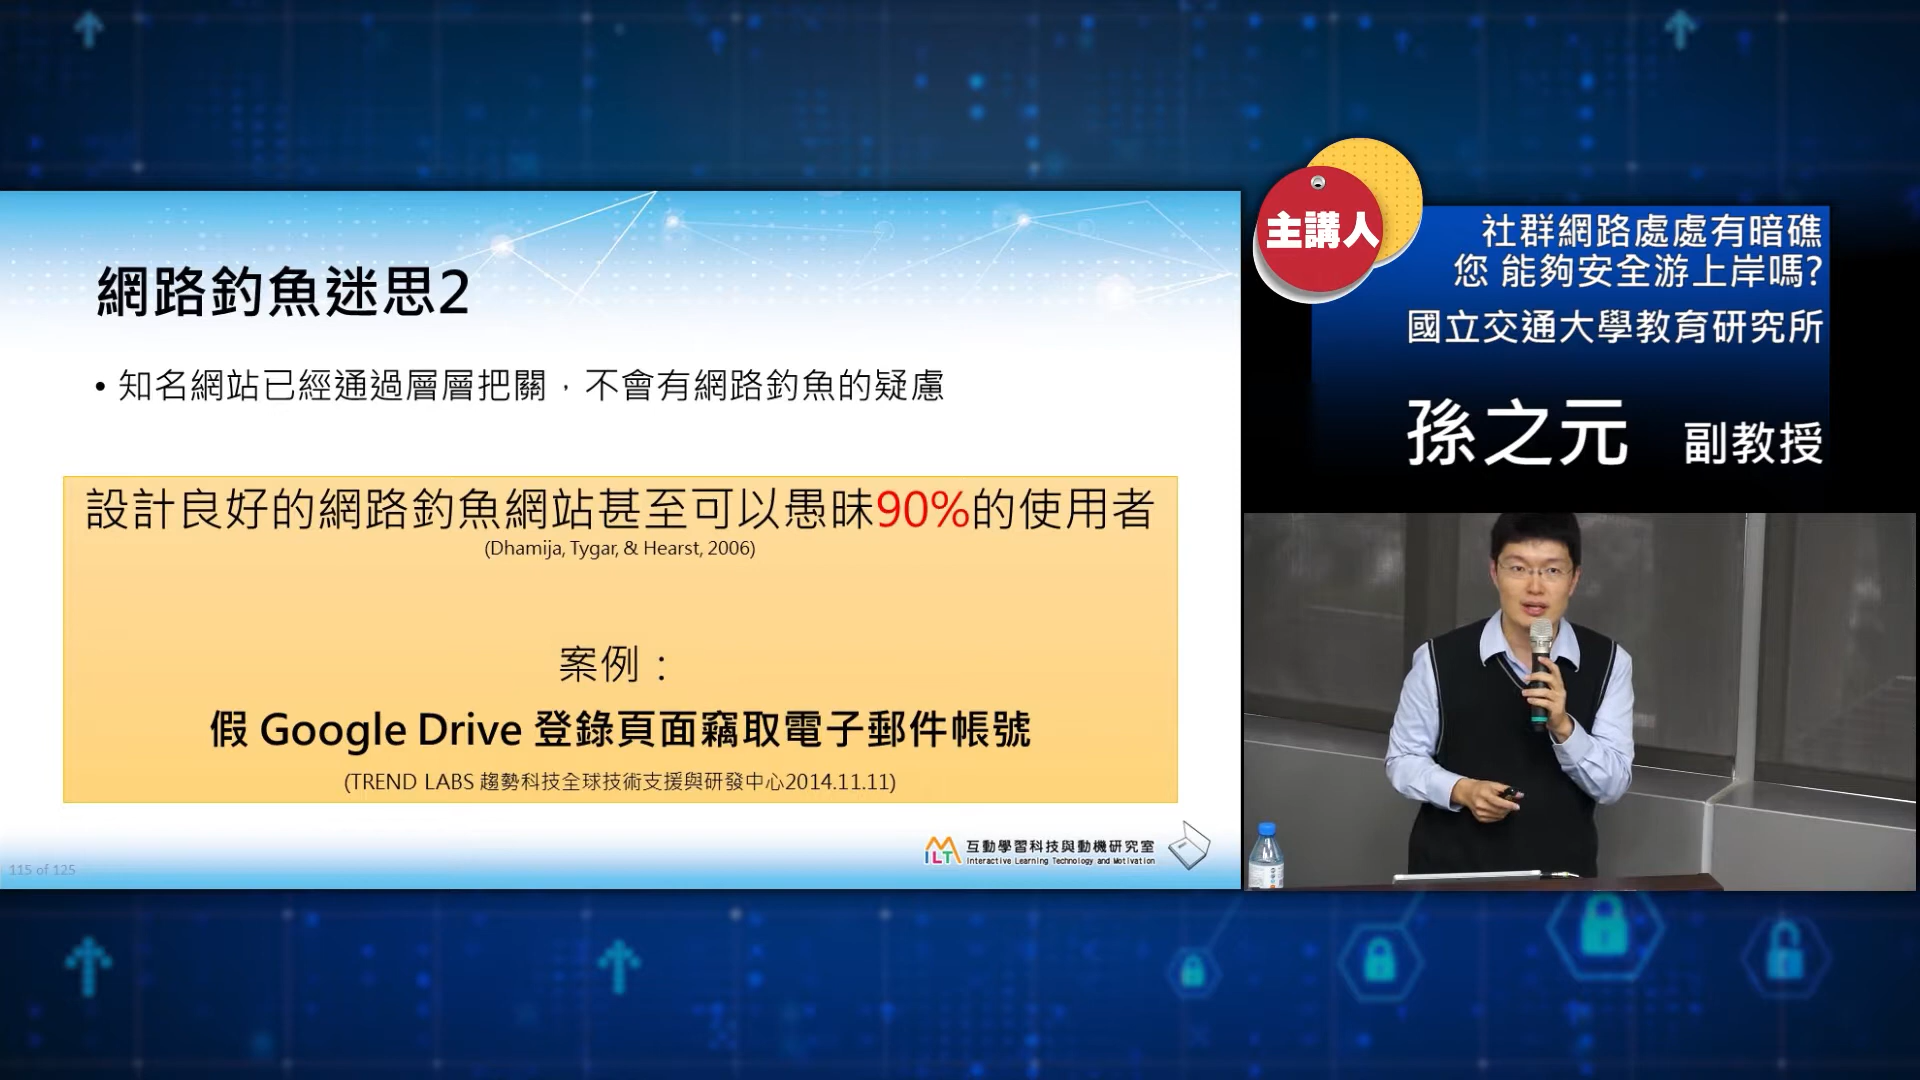 網路釣魚迷思2
• 知名網站已經通過層層把關，不會有網路釣魚的疑慮
設計良好的網路釣魚網站甚至可以愚昧90%的使用者
(Dhamija, Tygar, & Hearst, 2006)
案例：
假 Google Drive 登錄頁面竊取電子郵件帳號
(TREND LABS 趨勢科技全球技術支援與研發中心2014.11.11)
ILT 互動學習科技與動機研究室
Interactive Learning Technology and Motivation
115 of 125
主講人
社群網路處處有暗礁
您 能夠安全游上岸嗎?
國立交通大學教育研究所
孫之元 副教授